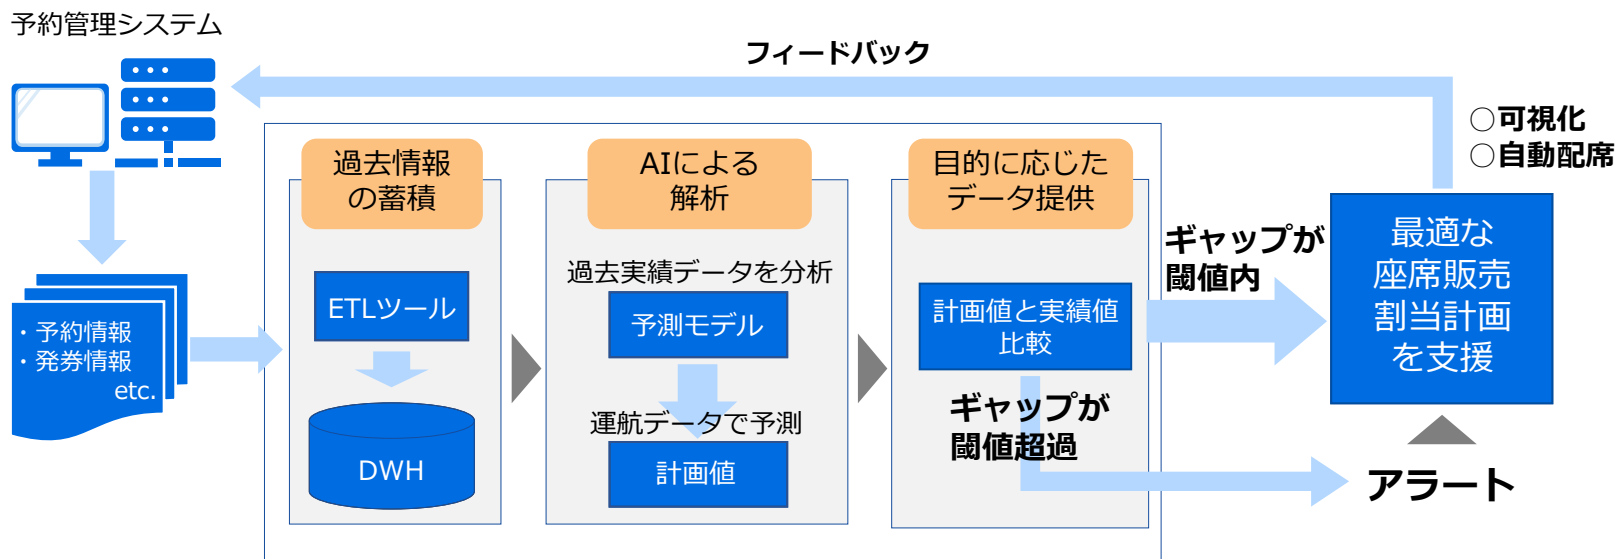 予約管理システム
フィードバック
○可視化
○自動配席
過去情報
の蓄積
AIによる
解析
目的に応じた
データ提供
ギャップが
閾値内
最適な
座席販売
割当計画
を支援
・予約情報
・発券情報
etc.
ETLツール
DWH
過去実績データを分析
予測モデル
運航データで予測
計画値
計画値と実績値
比較
ギャップが
閾値超過
アラート